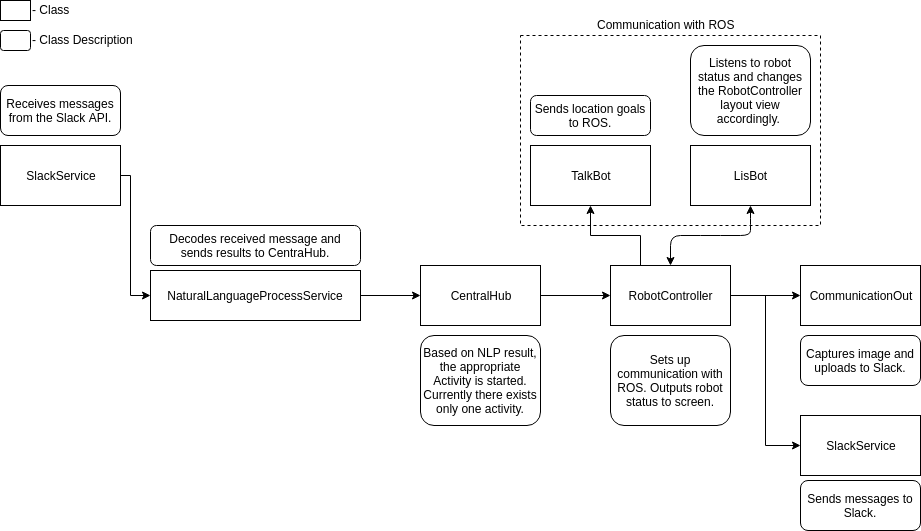 - Class
- Class Description
Communication with ROS
Receives messages
from the Slack API.
SlackService
Sends location goals
to ROS.
TalkBot
Listens to robot
status and changes
the RobotController
layout view
accordingly.
LisBot
Decodes received message and
sends results to CentraHub.
NaturalLanguageProcessService
CentralHub
Based on NLP result,
the appropriate
Activity is started.
Currently there exists
only one activity.
RobotController
Sets up
communication with
ROS. Outputs robot
status to screen.
CommunicationOut
Captures image and
uploads to Slack.
SlackService
Sends messages to
Slack.